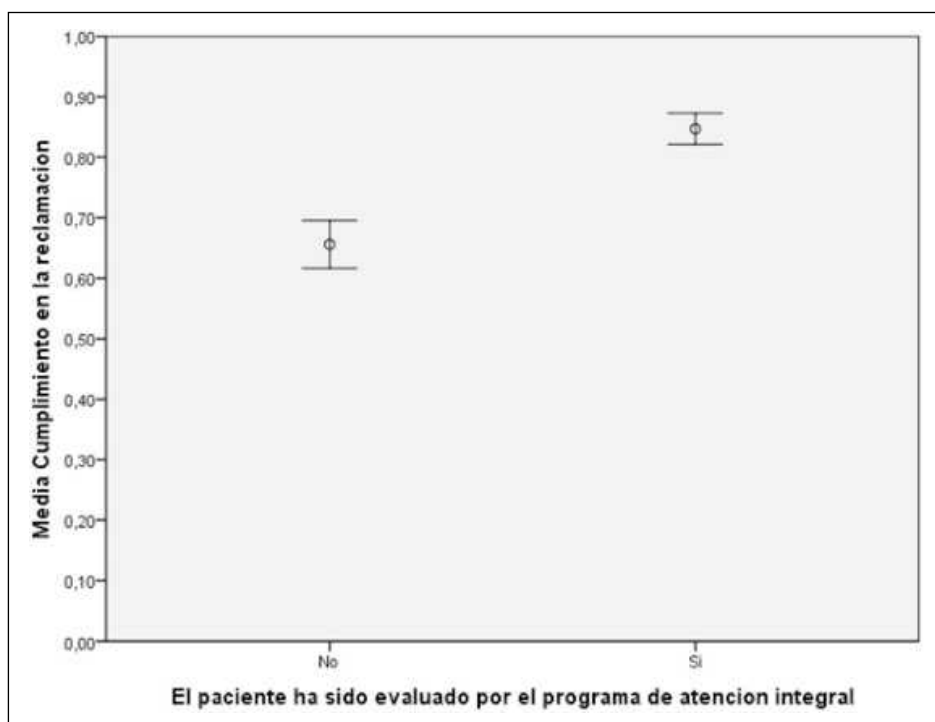 Media Cumplimiento en la reclamacion
1,00
0,90
0,80
0,70
0,60
0,50
0,40
0,30
0,20
0,10
0,00
No
Si
El paciente ha sido evaluado por el programa de atencion integral